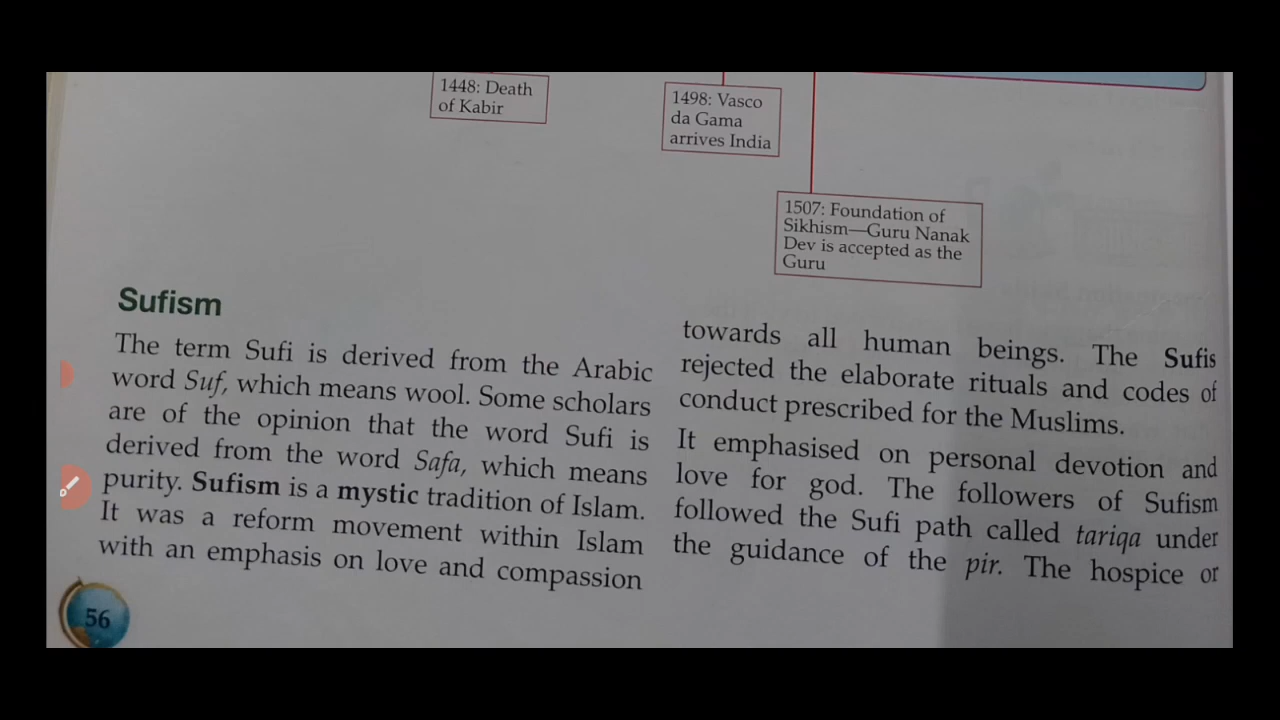 1448: Death
of Kabir
1498: Vasco
da Gama
arrives India
1507: Foundation of
Sikhism—Guru Nanak
Dev is accepted as the
Guru
Sufism
The term Sufi is derived from the Arabic
word Suf, which means wool. Some scholars
are of the opinion that the word Sufi is
derived from the word Safa, which means
purity. Sufism is a mystic tradition of Islam.
It was a reform movement within Islam
with an emphasis on love and compassion
towards all human beings. The Sufis
rejected the elaborate rituals and codes of
conduct prescribed for the Muslims.
It emphasised on personal devotion and
love for god. The followers of Sufism
followed the Sufi path called tariqa under
the guidance of the pir. The hospice or
56